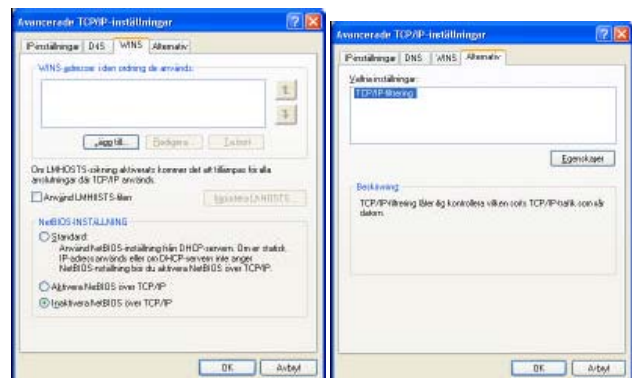 Avancerade TCP/IP-inställningar
IP-inställningar DNS WINS Alternativ
WINS-adresser i den ordning de används:
Lägg till... Redigera... Ta bort
Om LMHOSTS-sökning aktiverats kommer det att tillämpas för alla
anslutningar där TCP/IP används.
Använd LMHOSTS-filen
Importera LMHOSTS...
NetBIOS-INSTÄLLNING
Standard:
Använd NetBIOS-inställning från DHCP-servern. Om er statisk
IP-adress används eller om DHCP-servern inte anger
NetBIOS-inställning bör du aktivera NetBIOS över TCP/IP.
Aktivera NetBIOS över TCP/IP
Inaktivera NetBIOS över TCP/IP
OK Avbryt
Avancerade TCP/IP-inställningar
IP-inställningar DNS WINS Alternativ
Valfria inställningar:
TCP/IP-filtrering
Egenskaper
Beskrivning:
TCP/IP-filtrering låter dig kontrollera vilken sorts TCP/IP-trafik som når
datorn.
OK Avbryt